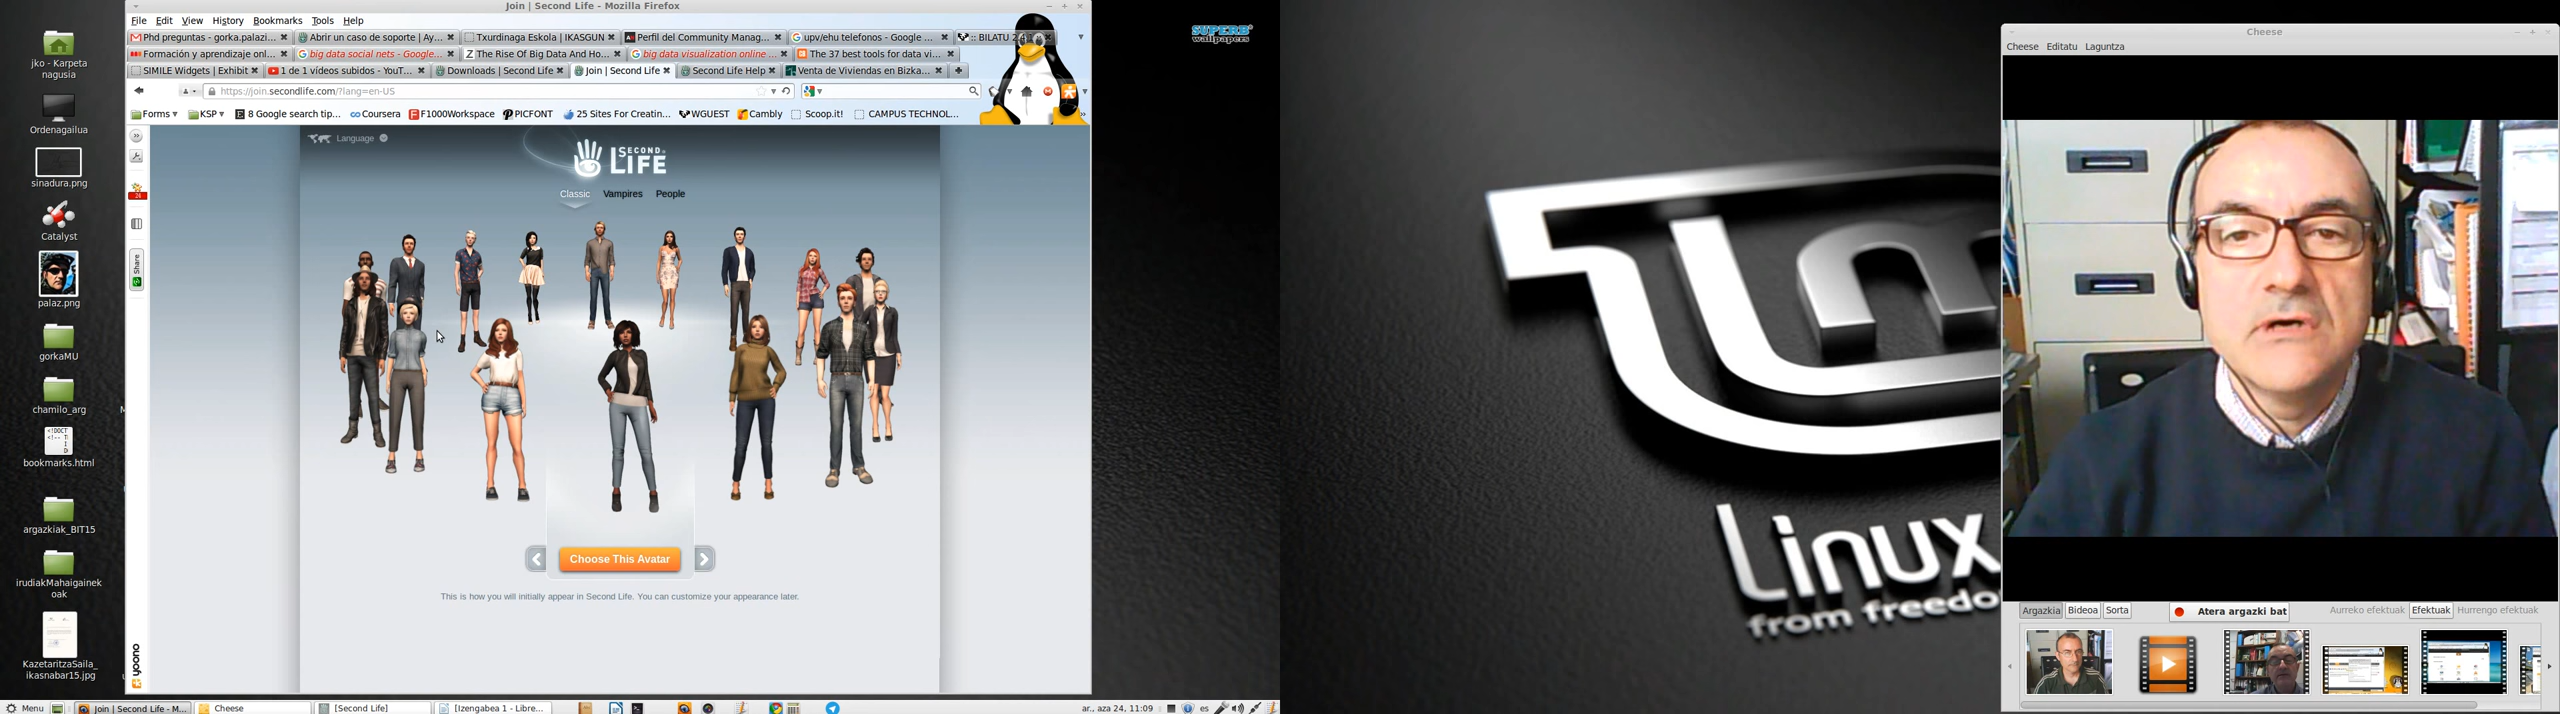 Join | Second Life - Mozilla Firefox
File Edit View History Bookmarks Tools Help
Phd preguntas - gorka.palazi...
Abrir un caso de soporte | Ay...
Txurdinaga Eskola | IKASGUN
Perfil del Community Manag...
upv/ehu telefonos - Google ...
:: BILATU
Formación y aprendizaje onl...
big data social nets - Google...
The Rise Of Big Data And Ho...
big data visualization online ...
The 37 best tools for data vi...
SIMILE Widgets | Exhibit
1 de 1 vídeos subidos - YouT...
Downloads | Second Life
Join | Second Life
Second Life Help
Venta de Viviendas en Bizka...
https://join.secondlife.com/?lang=en-US
Forms KSP 8 Google search tip... Coursera F1000Workspace PICFONT 25 Sites For Creatin... WGUEST Cambly Scoop.it! CAMPUS TECHNOL...
Language
SECOND
LIFE
Classic Vampires People
Choose This Avatar
This is how you will initially appear in Second Life. You can customize your appearance later.
Share
yoono
jko - Karpeta
nagusia
Ordenagailua
sinadura.png
Catalyst
palaz.png
gorkaMU
chamilo_arg
bookmarks.html
argazkiak_BIT15
irudiakMahaigainek
oak
KazetaritzaSaila_
ikasnabar15.jpg
Menu
Join | Second Life - M...
Cheese
[Second Life]
[Izengabea 1 - Libre...
es
ar., aza 24, 11:09
SUPERB
wallpapers
Linux
from freedo
Cheese
Cheese Editatu Laguntza
Argazkia Bideoa Sorta
Atera argazki bat
Aurreko efektuak Efektuak Hurrengo efektuak